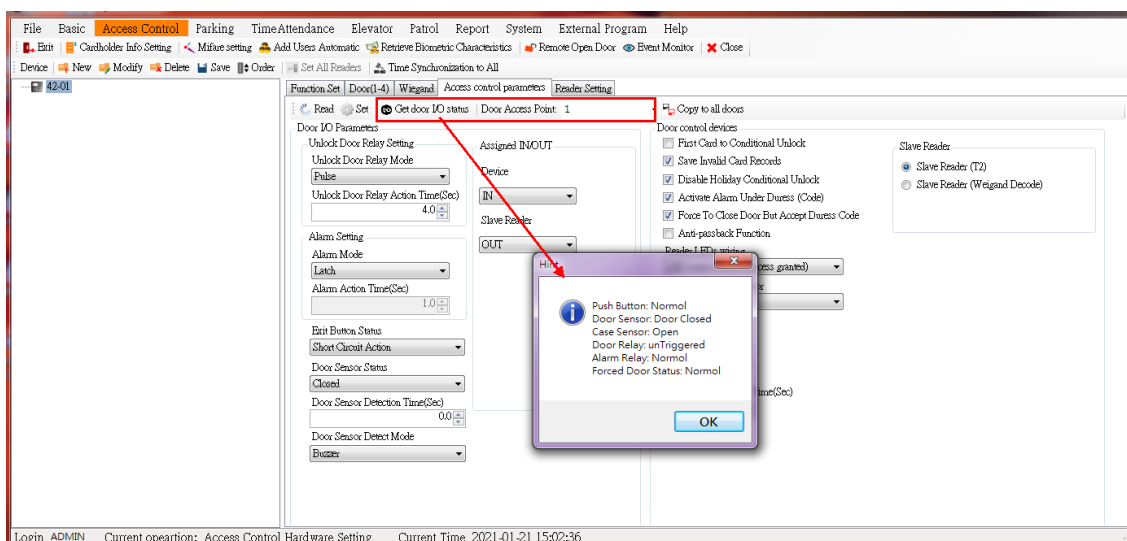 File Basic Access Control Parking TimeAttendance Elevator Patrol Report System External Program Help
Exit Cardholder Info Setting Mifare setting Add Users Automatic Retrieve Biometric Characteristics Remote Open Door Event Monitor Close
Device New Modify Delete Save Order Set All Readers Time Synchronization to All
42-01
Function Set Door(1-4) Wiegand Access control parameters Reader Setting
Read Set Get door I/O status Door Access Point: 1 Copy to all doors
Door I/O Parameters
Unlock Door Relay Setting
Unlock Door Relay Mode
Pulse
Unlock Door Relay Action Time(Sec)
4.0
Alarm Setting
Alarm Mode
Latch
Alarm Action Time(Sec)
1.0
Exit Button Status
Short Circuit Action
Door Sensor Status
Closed
Door Sensor Detection Time(Sec)
0.0
Door Sensor Detect Mode
Buzzer
Assigned IN/OUT
Device
IN
Slave Reader
OUT
Door control devices
First Card to Conditional Unlock
Save Invalid Card Records
Disable Holiday Conditional Unlock
Activate Alarm Under Duress (Code)
Force To Close Door But Accept Duress Code
Anti-passback Function
Reader LEDs wiring
granted)
Slave Reader
Slave Reader (T2)
Slave Reader (Weigand Decode)
Push Button: Normal
Door Sensor: Door Closed
Case Sensor: Open
Door Relay: unTriggered
Alarm Relay: Normal
Forced Door Status: Normal
OK
Login ADMIN Current opeartion: Access Control Hardware Setting Current Time 2021-01-21 15:02:36